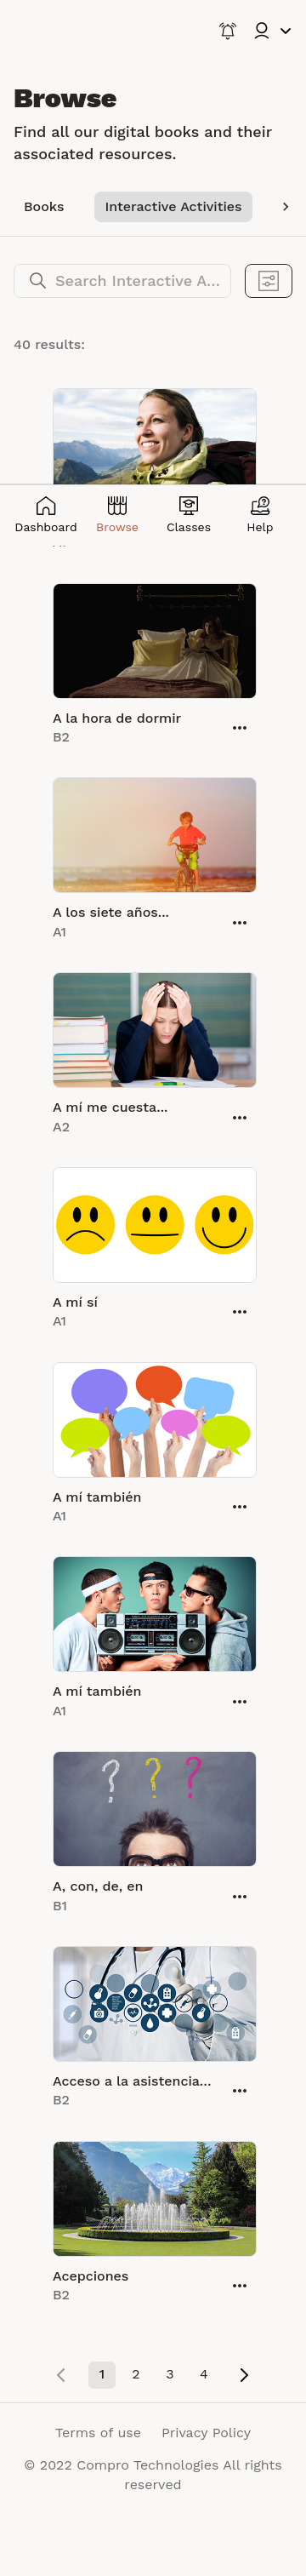 Browse
Find all our digital books and their
associated resources.
Books
Interactive Activities
Search Interactive A...
40 results:
Dashboard
Browse
Classes
Help
A la hora de dormir
B2
A los siete años...
A1
A mí me cuesta...
A2
A mí sí
A1
A mí también
A1
A mí también
A1
A, con, de, en
B1
Acceso a la asistencia...
B2
Acepciones
B2
1 2 3 4
Terms of use Privacy Policy
© 2022 Compro Technologies All rights
reserved